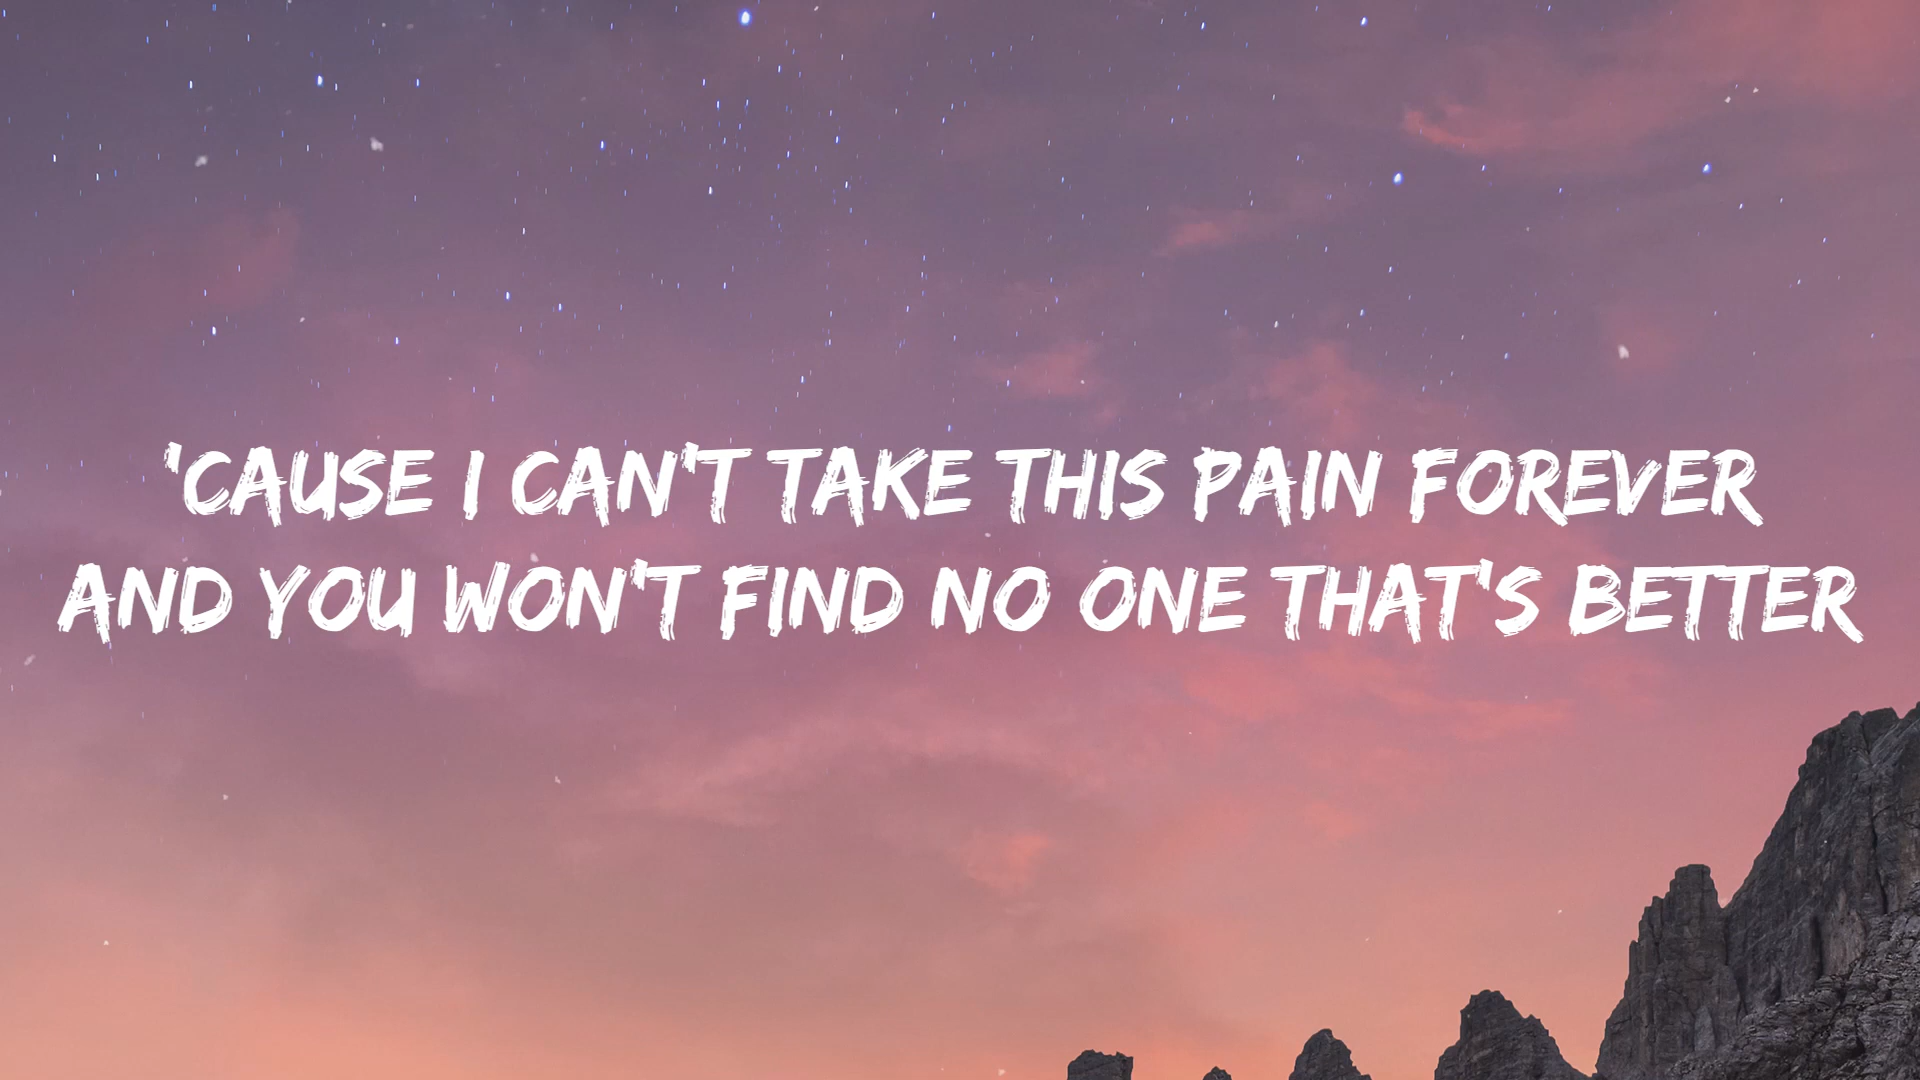 'CAUSE I CAN'T TAKE THIS PAIN FOREVER
AND YOU WON'T FIND NO ONE THAT'S BETTER